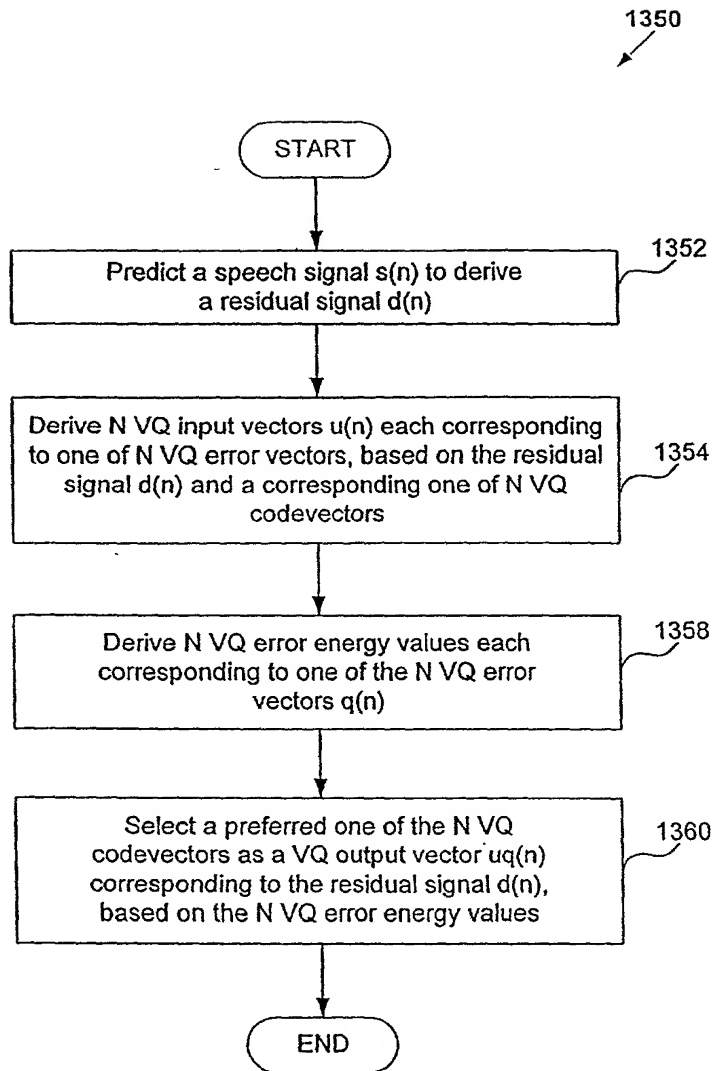 1350
START
1352
Predict a speech signal s(n) to derive
a residual signal d(n)
Derive N VQ input vectors u(n) each corresponding
to one of N VQ error vectors, based on the residual
signal d(n) and a corresponding one of N VQ
codevectors
1354
Derive N VQ error energy values each
corresponding to one of the N VQ error
vectors q(n)
1358
Select a preferred one of the N VQ
codevectors as a VQ output vector uq(n)
corresponding to the residual signal d(n),
based on the N VQ error energy values
1360
END